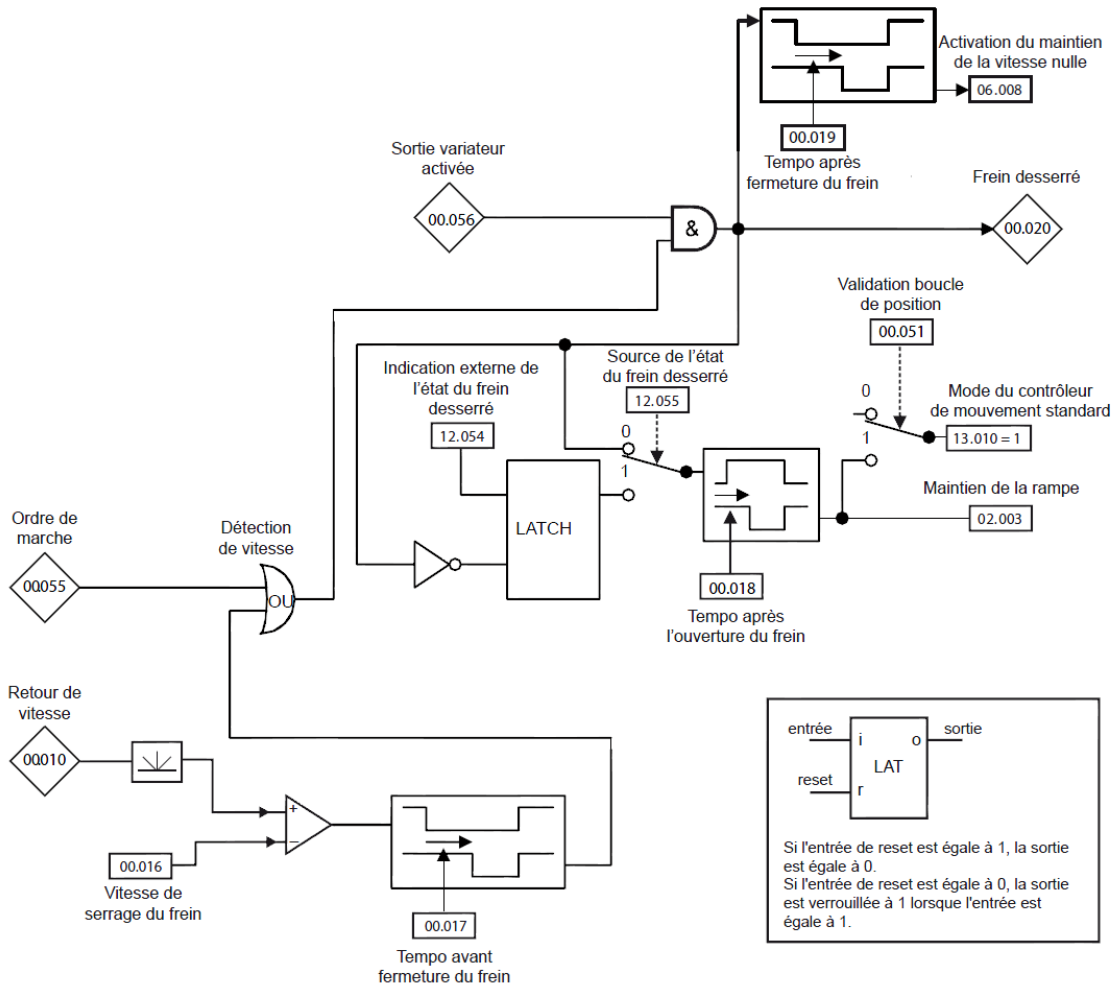 Activation du maintien
de la vitesse nulle
06.008
00.019
Tempo après
fermeture du frein
Sortie variateur
activée
00.056
&
Frein desserré
00.020
Validation boucle
de position
00.051
Indication externe de
l'état du frein
desserré
12.054
Source de l'état
du frein desserré
12.055
0
1
0
1
Mode du contrôleur
de mouvement standard
13.010 = 1
Maintien de la rampe
02.003
LATCH
00.018
Tempo après
l'ouverture du frein
Ordre de
marche
00.055
Détection
de vitesse
OU
Retour de
vitesse
00.010
+
−
00.016
Vitesse de
serrage du frein
00.017
Tempo avant
fermeture du frein
entrée
i
o
sortie
LAT
reset
r
Si l'entrée de reset est égale à 1, la sortie
est égale à 0.
Si l'entrée de reset est égale à 0, la sortie
est verrouillée à 1 lorsque l'entrée est
égale à 1.